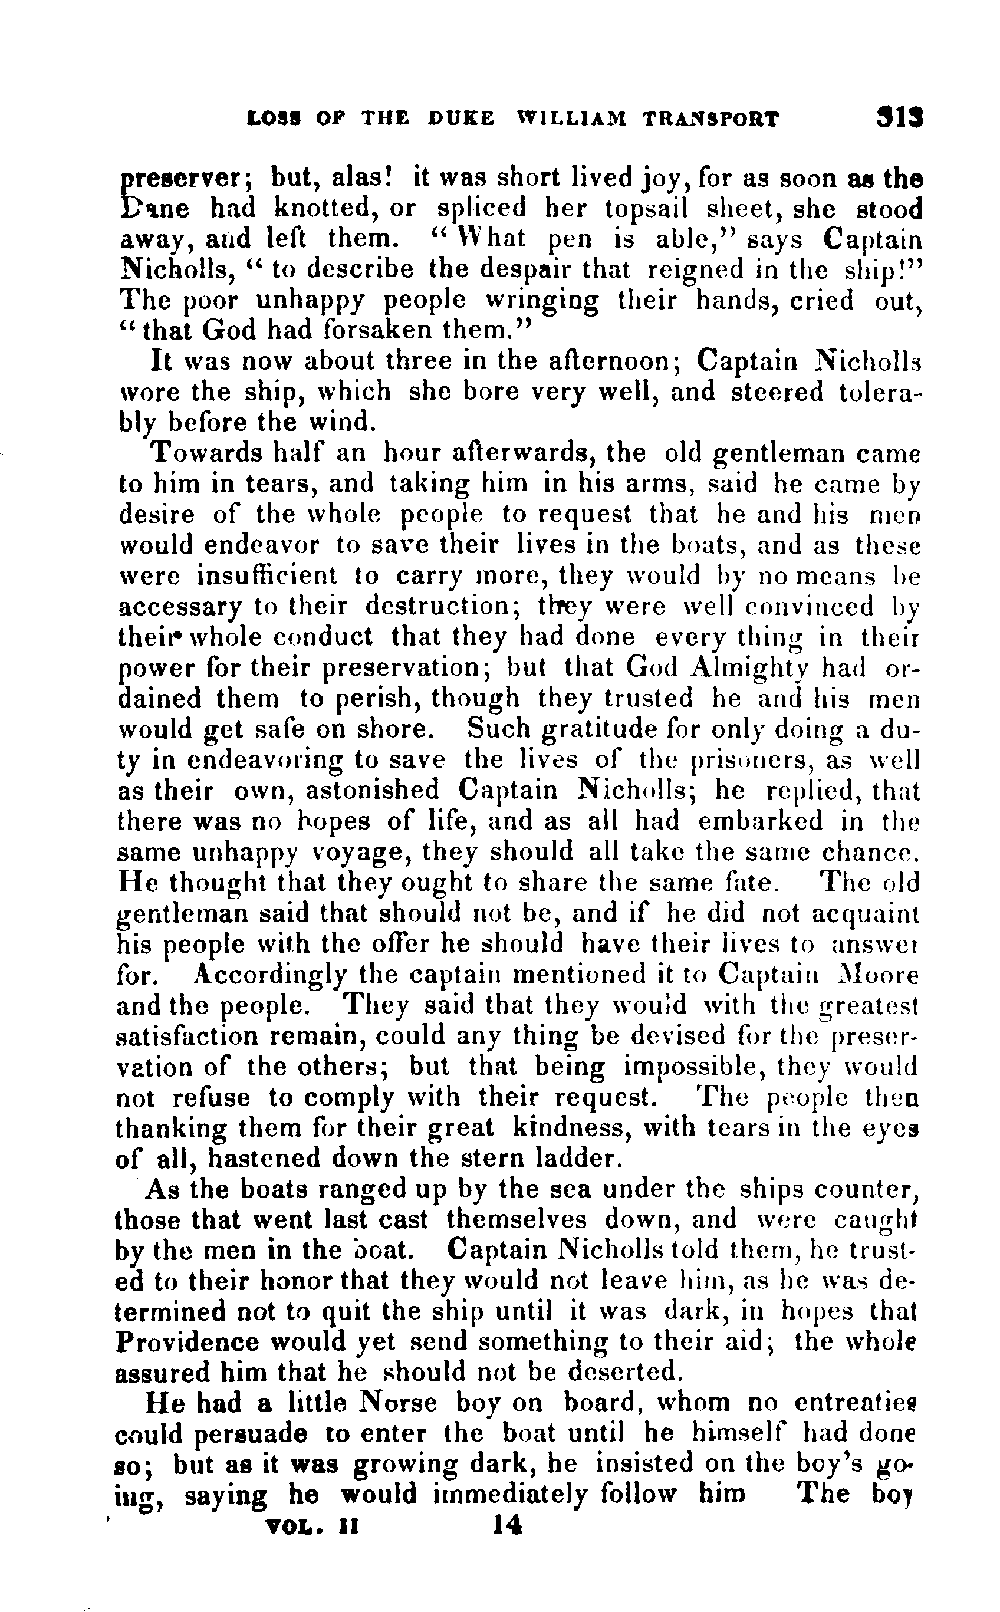 LOSS OF THE DUKE WILLIAM TRANSPORT 313
preserver; but, alas! it was short lived joy, for as soon as the
Dane had knotted, or spliced her topsail sheet, she stood
away, and left them. “What pen is able,” says Captain
Nicholls, “to describe the despair that reigned in the ship!”
The poor unhappy people wringing their hands, cried out,
“that God had forsaken them.”
It was now about three in the afternoon; Captain Nicholls
wore the ship, which she bore very well, and steered tolera-
bly before the wind.
Towards half an hour afterwards, the old gentleman came
to him in tears, and taking him in his arms, said he came by
desire of the whole people to request that he and his men
would endeavor to save their lives in the boats, and as these
were insufficient to carry more, they would by no means be
accessary to their destruction; they were well convinced by
their whole conduct that they had done every thing in their
power for their preservation; but that God Almighty had or-
dained them to perish, though they trusted he and his men
would get safe on shore. Such gratitude for only doing a du-
ty in endeavoring to save the lives of the prisoners, as well
as their own, astonished Captain Nicholls; he replied, that
there was no hopes of life, and as all had embarked in the
same unhappy voyage, they should all take the same chance.
He thought that they ought to share the same fate. The old
gentleman said that should not be, and if he did not acquaint
his people with the offer he should have their lives to answer
for. Accordingly the captain mentioned it to Captain Moore
and the people. They said that they would with the greatest
satisfaction remain, could any thing be devised for the preser-
vation of the others; but that being impossible, they would
not refuse to comply with their request. The people then
thanking them for their great kindness, with tears in the eyes
of all, hastened down the stern ladder.
As the boats ranged up by the sea under the ships counter,
those that went last cast themselves down, and were caught
by the men in the boat. Captain Nicholls told them, he trust-
ed to their honor that they would not leave him, as he was de-
termined not to quit the ship until it was dark, in hopes that
Providence would yet send something to their aid; the whole
assured him that he should not be deserted.
He had a little Norse boy on board, whom no entreaties
could persuade to enter the boat until he himself had done
so; but as it was growing dark, he insisted on the boy’s go-
ing, saying he would immediately follow him The boy
VOL. II 14